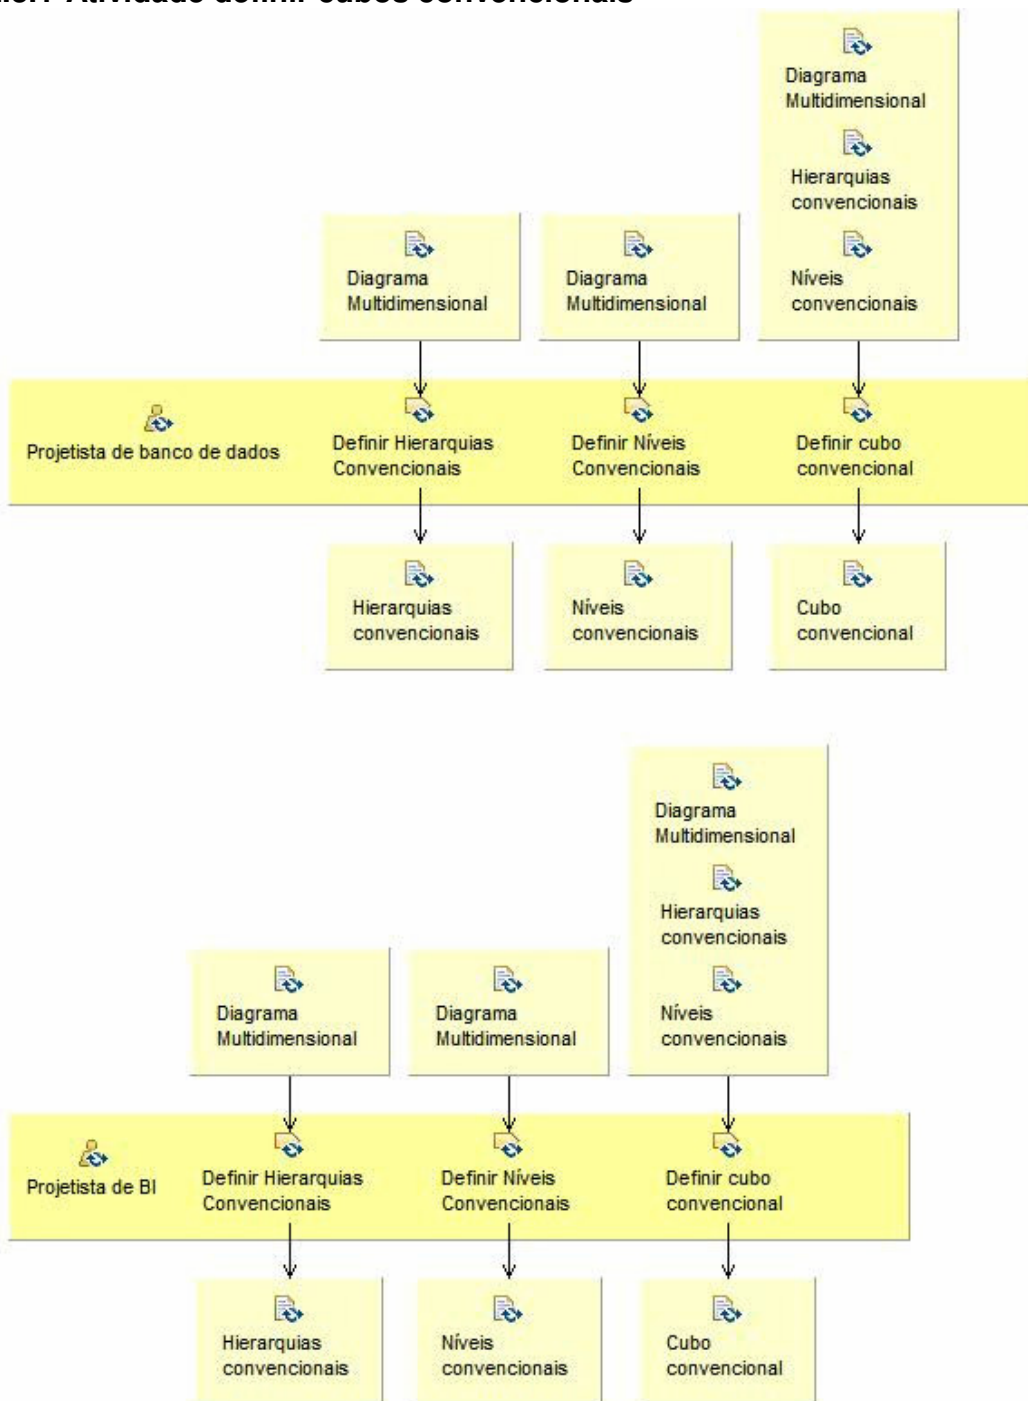 Atividade definir cubos convencionais
Diagrama
Multidimensional
Hierarquias
convencionais
Níveis
convencionais
Diagrama
Multidimensional
Diagrama
Multidimensional
Projetista de banco de dados
Definir Hierarquias
Convencionais
Definir Níveis
Convencionais
Definir cubo
convencional
Hierarquias
convencionais
Níveis
convencionais
Cubo
convencional
Diagrama
Multidimensional
Hierarquias
convencionais
Níveis
convencionais
Diagrama
Multidimensional
Diagrama
Multidimensional
Projetista de BI
Definir Hierarquias
Convencionais
Definir Níveis
Convencionais
Definir cubo
convencional
Hierarquias
convencionais
Níveis
convencionais
Cubo
convencional